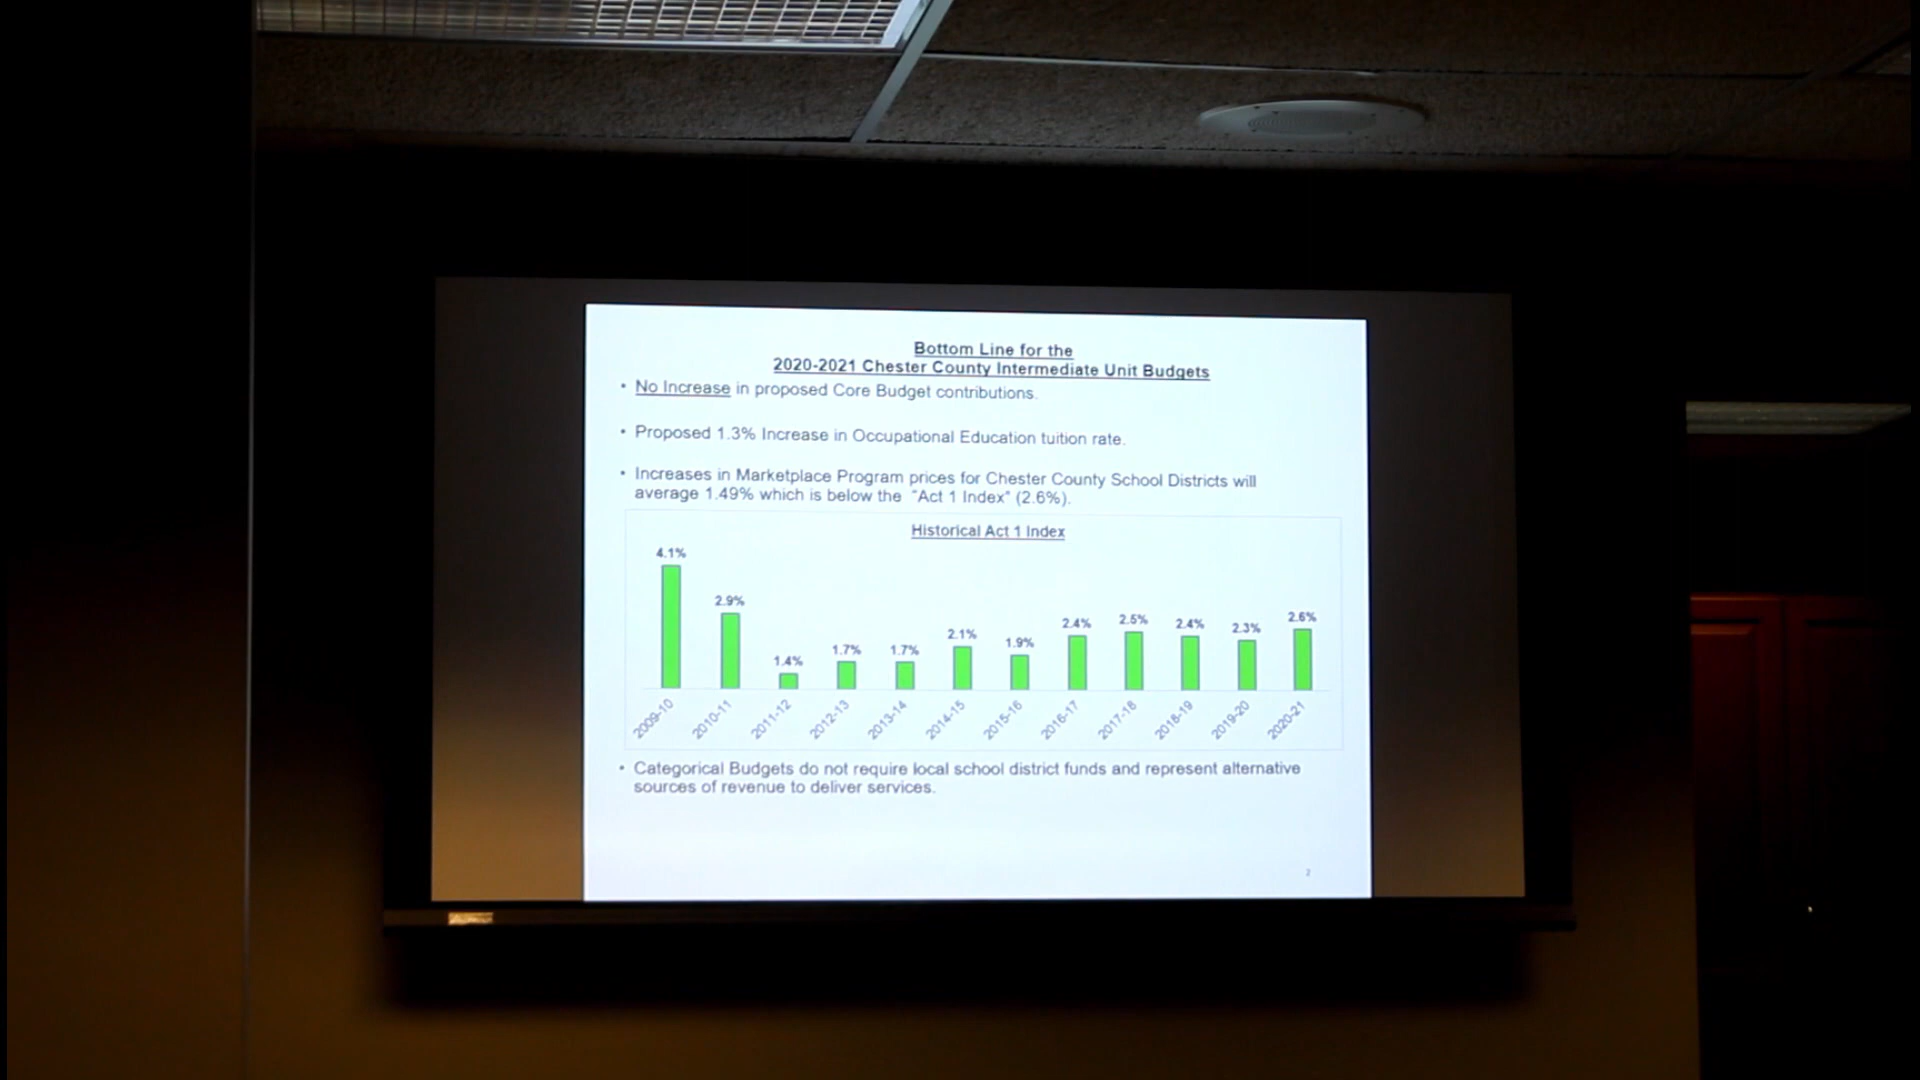 Bottom Line for the
2020-2021 Chester County Intermediate Unit Budgets
• No Increase in proposed Core Budget contributions.
• Proposed 1.3% Increase in Occupational Education tuition rate.
• Increases in Marketplace Program prices for Chester County School Districts will
average 1.49% which is below the "Act 1 Index" (2.6%).
Historical Act 1 Index
4.1% 2.9% 1.4% 1.7% 1.7% 2.1% 1.9% 2.4% 2.5% 2.4% 2.3% 2.6%
2009-10 2010-11 2011-12 2012-13 2013-14 2014-15 2015-16 2016-17 2017-18 2018-19 2019-20 2020-21
• Categorical Budgets do not require local school district funds and represent alternative
sources of revenue to deliver services.
2